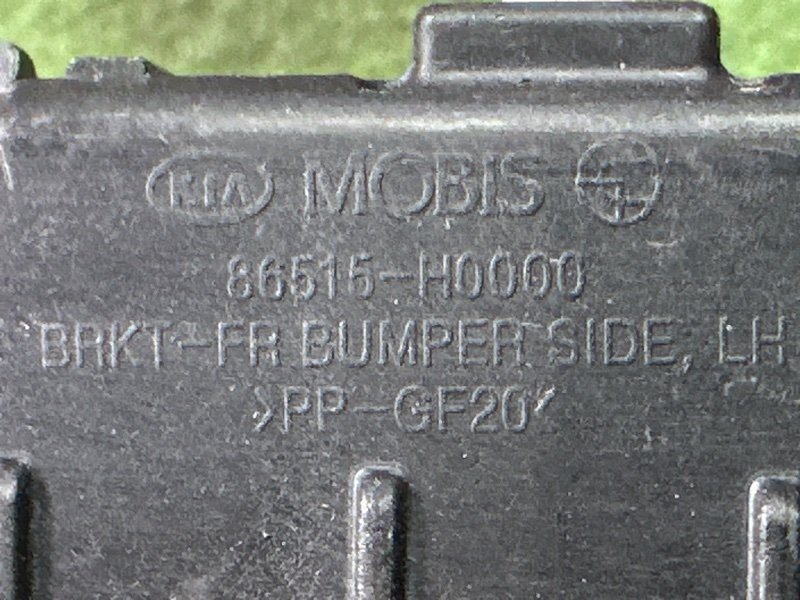 KIA MOBIS
86515-H0000
BRKT-FR BUMPER SIDE, LH
>PP-GF20<